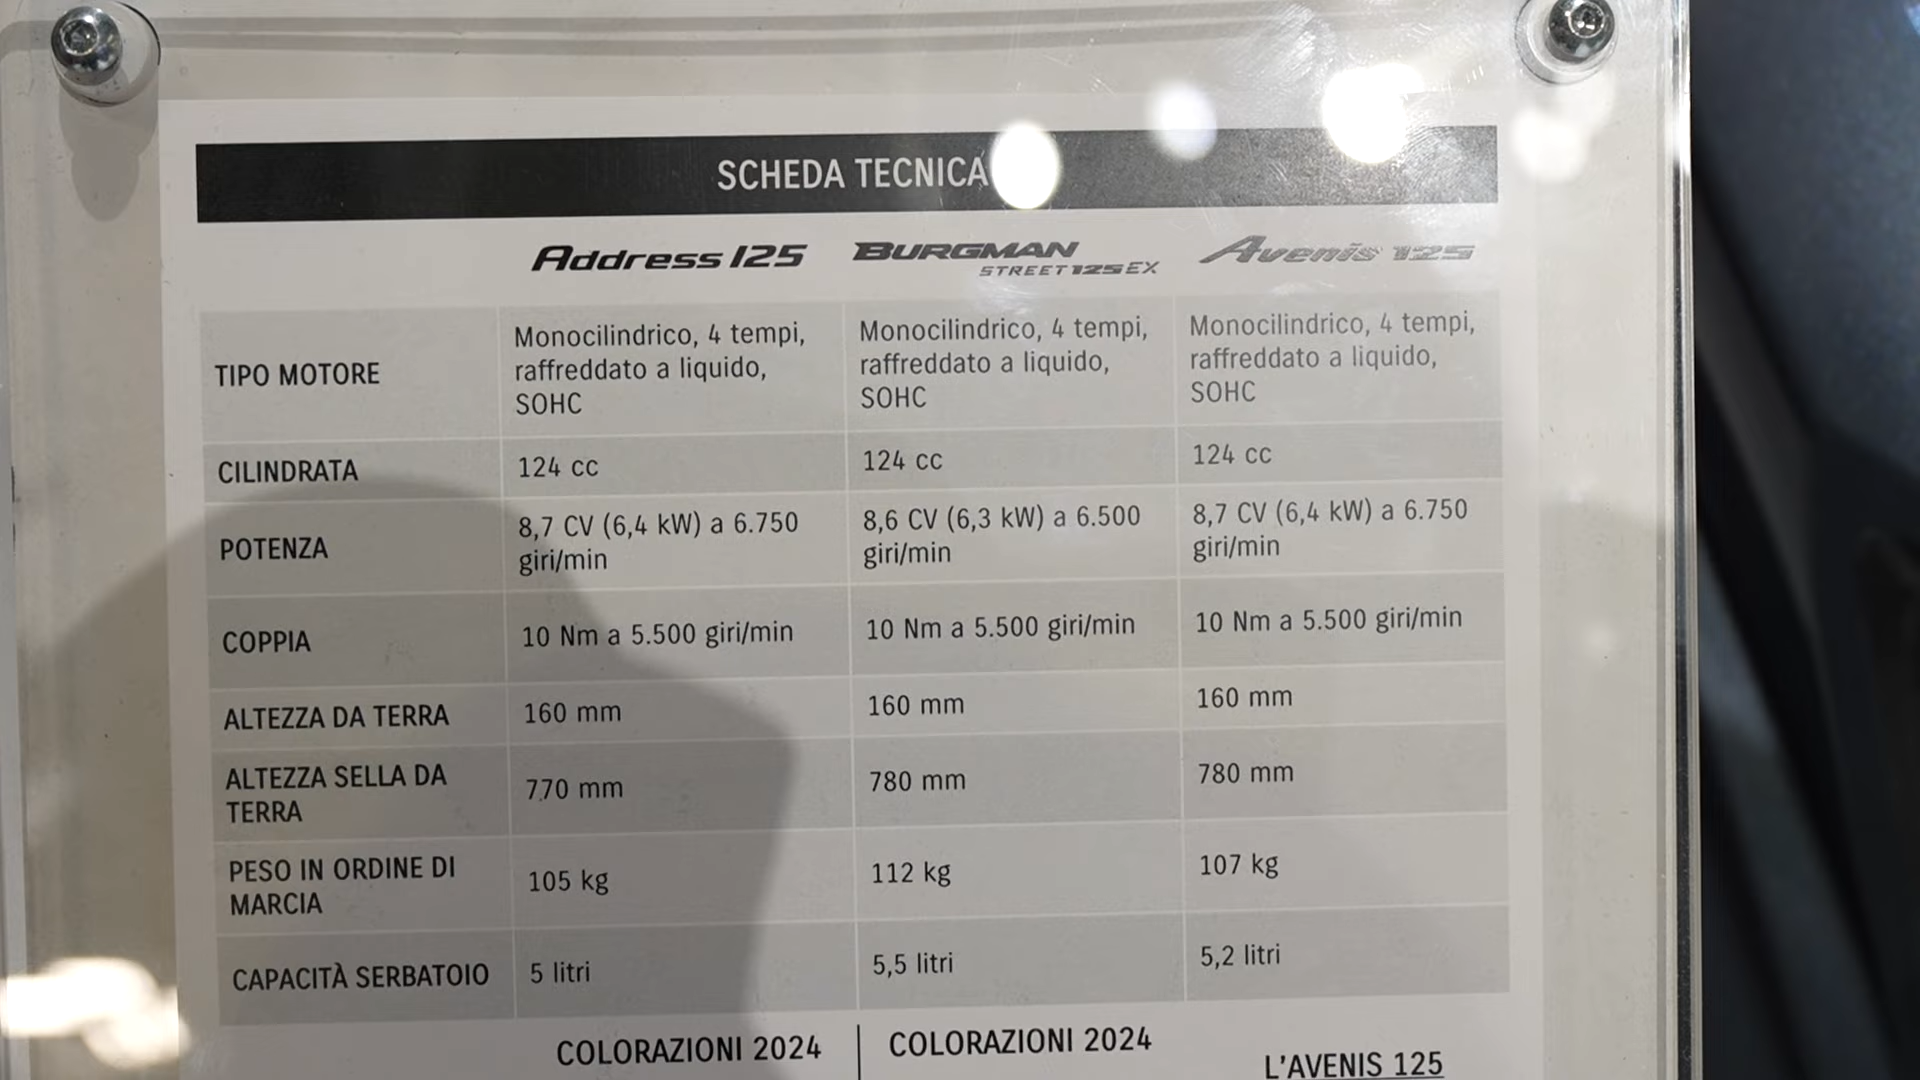 SCHEDA TECNICA
Address 125
BURGMAN
STREET 125 EX
Avenis 125
TIPO MOTORE
Monocilindrico, 4 tempi,
raffreddato a liquido,
SOHC
Monocilindrico, 4 tempi,
raffreddato a liquido,
SOHC
Monocilindrico, 4 tempi,
raffreddato a liquido,
SOHC
CILINDRATA
124 cc
124 cc
124 cc
POTENZA
8,7 CV (6,4 kW) a 6.750
giri/min
8,6 CV (6,3 kW) a 6.500
giri/min
8,7 CV (6,4 kW) a 6.750
giri/min
COPPIA
10 Nm a 5.500 giri/min
10 Nm a 5.500 giri/min
10 Nm a 5.500 giri/min
ALTEZZA DA TERRA
160 mm
160 mm
160 mm
ALTEZZA SELLA DA
TERRA
770 mm
780 mm
780 mm
PESO IN ORDINE DI
MARCIA
105 kg
112 kg
107 kg
CAPACITÀ SERBATOIO
5 litri
5,5 litri
5,2 litri
COLORAZIONI 2024
COLORAZIONI 2024
L'AVENIS 125